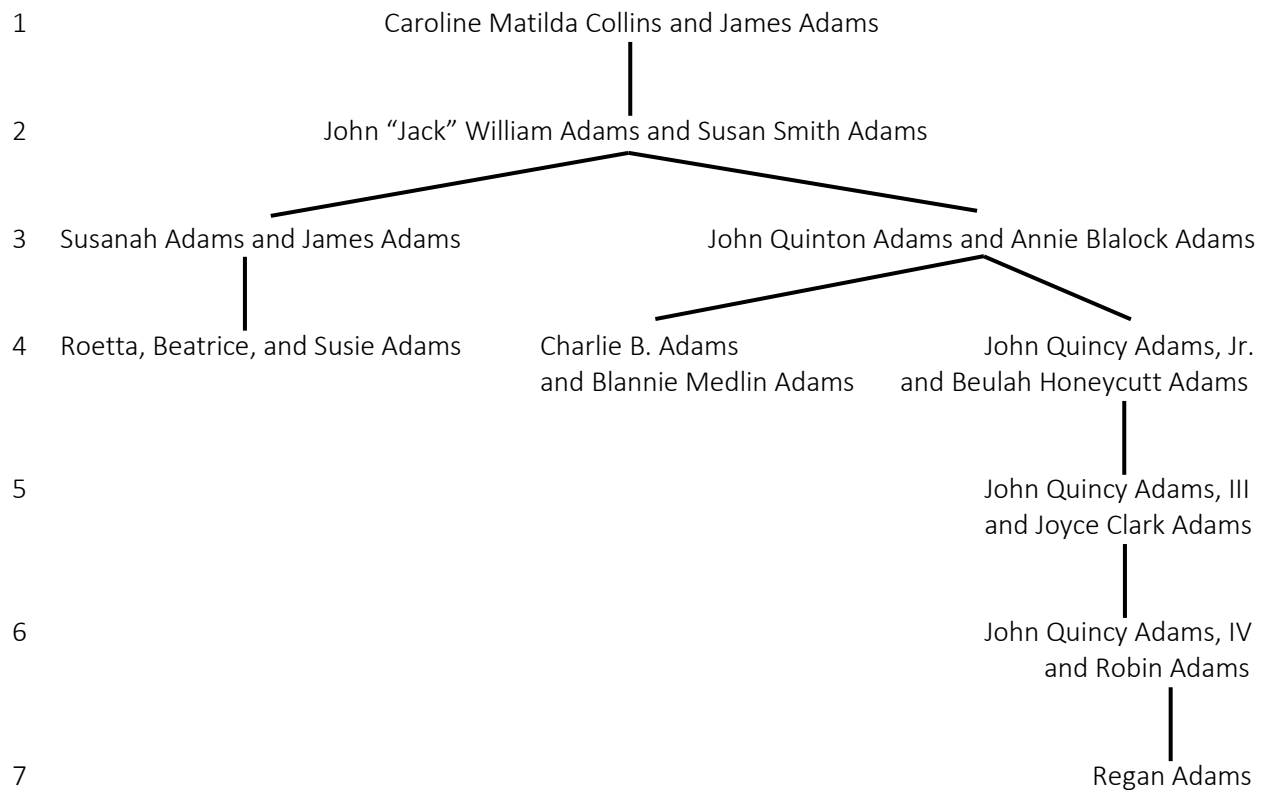 1 Caroline Matilda Collins and James Adams
2 John “Jack” William Adams and Susan Smith Adams
3 Susanah Adams and James Adams John Quinton Adams and Annie Blalock Adams
4 Roetta, Beatrice, and Susie Adams Charlie B. Adams John Quincy Adams, Jr.
and Blannie Medlin Adams and Beulah Honeycutt Adams
5 John Quincy Adams, III
and Joyce Clark Adams
6 John Quincy Adams, IV
and Robin Adams
7 Regan Adams